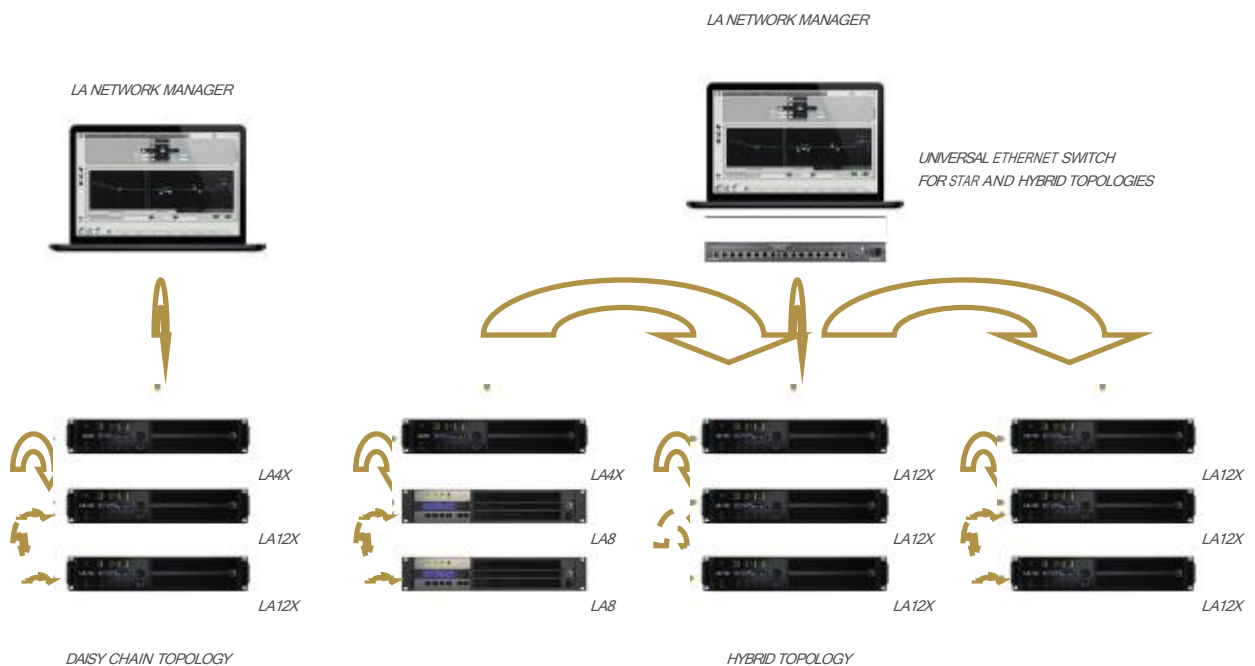 LA NETWORK MANAGER
LA NETWORK MANAGER
UNIVERSAL ETHERNET SWITCH
FOR STAR AND HYBRID TOPOLOGIES
LA4X
LA4X
LA12X
LA12X
LA12X
LA8
LA12X
LA12X
LA12X
LA8
LA12X
LA12X
DAISY CHAIN TOPOLOGY
HYBRID TOPOLOGY